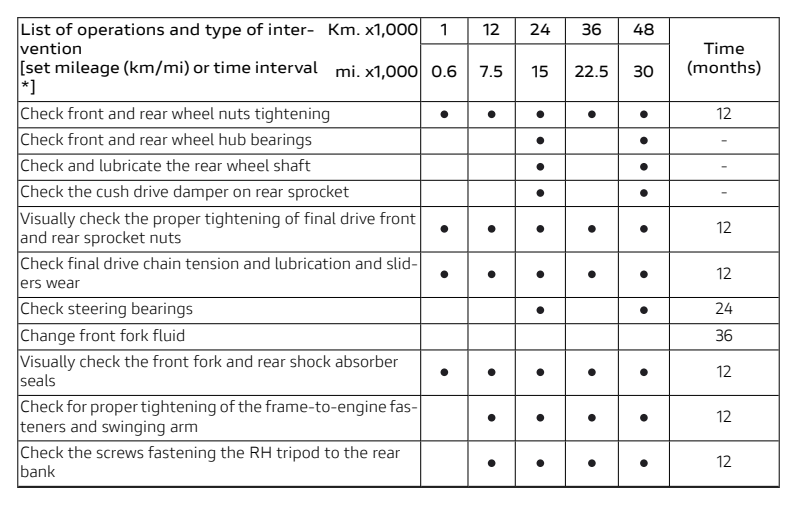 List of operations and type of inter- Km. x1,000 1 12 24 36 48 Time
vention
[set mileage (km/mi) or time interval mi. x1,000 0.6 7.5 15 22.5 30 (months)
*]
Check front and rear wheel nuts tightening ● ● ● ● ● 12
Check front and rear wheel hub bearings ● ● -
Check and lubricate the rear wheel shaft ● ● -
Check the cush drive damper on rear sprocket ● ● -
Visually check the proper tightening of final drive front
and rear sprocket nuts ● ● ● ● ● 12
Check final drive chain tension and lubrication and slid-
ers wear ● ● ● ● ● 12
Check steering bearings ● ● 24
Change front fork fluid 36
Visually check the front fork and rear shock absorber
seals ● ● ● ● ● 12
Check for proper tightening of the frame-to-engine fas-
teners and swinging arm ● ● ● ● 12
Check the screws fastening the RH tripod to the rear
bank ● ● ● ● 12